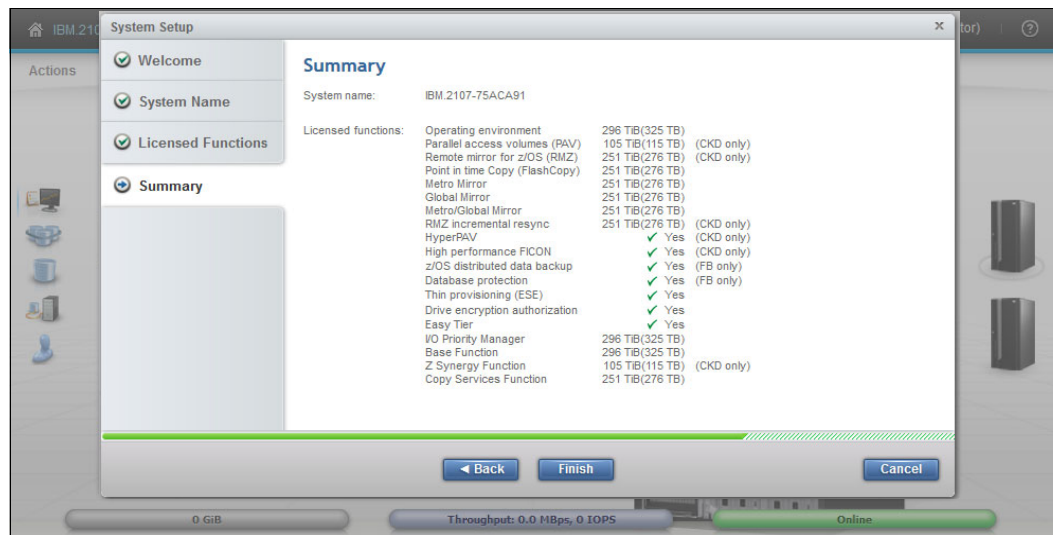 IBM.210
System Setup
x
tor)
?
Actions
Welcome
System Name
Licensed Functions
Summary
Summary
System name: IBM.2107-75ACA91
Licensed functions: Operating environment 296 TiB(325 TB)
Parallel access volumes (PAV) 105 TiB(115 TB) (CKD only)
Remote mirror for z/OS (RMZ) 251 TiB(276 TB) (CKD only)
Point in time Copy (FlashCopy) 251 TiB(276 TB)
Metro Mirror 251 TiB(276 TB)
Global Mirror 251 TiB(276 TB)
Metro/Global Mirror 251 TiB(276 TB)
RMZ incremental resync 251 TiB(276 TB) (CKD only)
HyperPAV ✓ Yes (CKD only)
High performance FICON ✓ Yes (CKD only)
z/OS distributed data backup ✓ Yes (FB only)
Database protection ✓ Yes (FB only)
Thin provisioning (ESE) ✓ Yes
Drive encryption authorization ✓ Yes
Easy Tier ✓ Yes
I/O Priority Manager 296 TiB(325 TB)
Base Function 296 TiB(325 TB)
Z Synergy Function 105 TiB(115 TB) (CKD only)
Copy Services Function 251 TiB(276 TB)
◄ Back
Finish
Cancel
0 GiB
Throughput: 0.0 MBps, 0 IOPS
Online